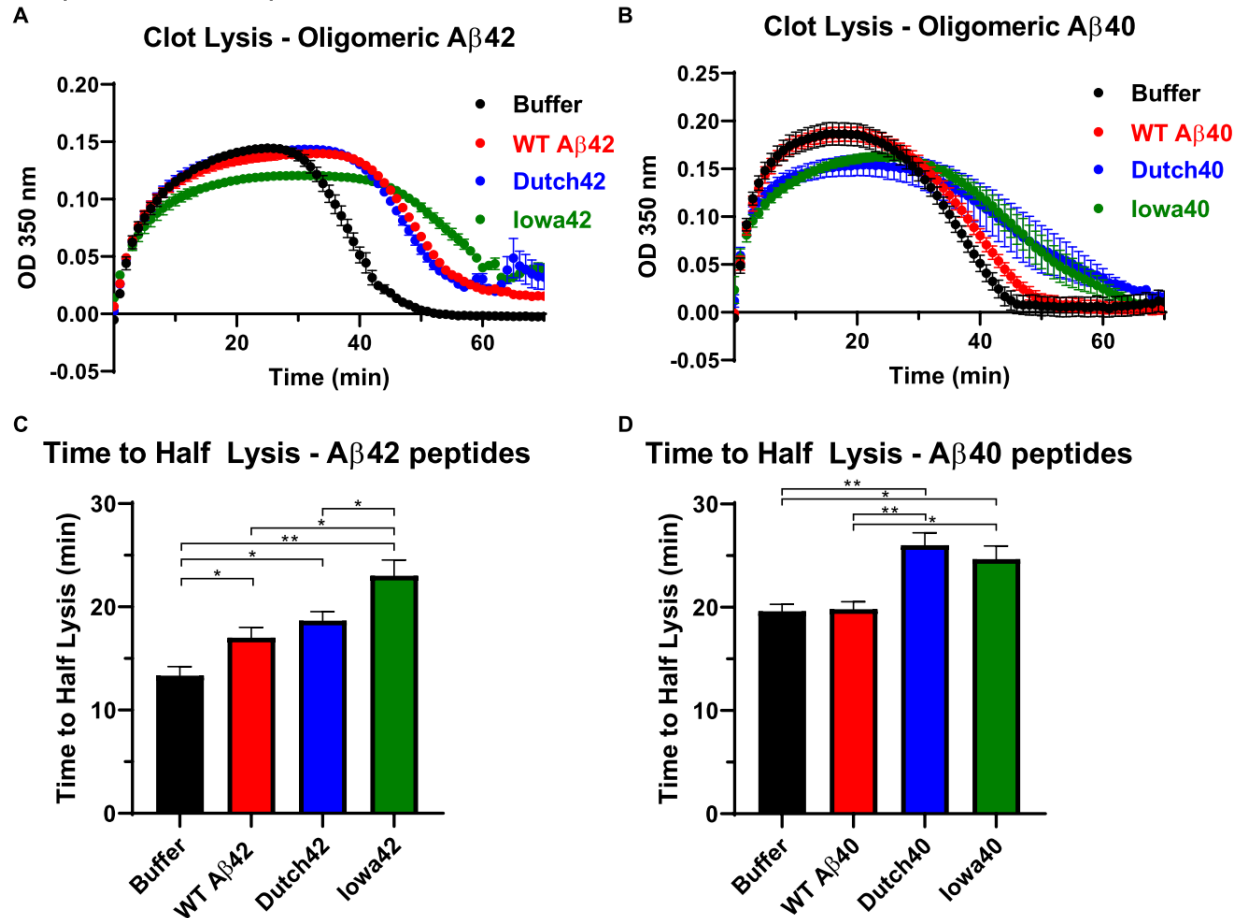 A
Clot Lysis - Oligomeric Aβ42
OD 350 nm
0.20
0.15
0.10
0.05
0.00
-0.05
20
40
60
Time (min)
Buffer
WT Aβ42
Dutch42
Iowa42
B
Clot Lysis - Oligomeric Aβ40
OD 350 nm
0.25
0.20
0.15
0.10
0.05
0.00
-0.05
20
40
60
Time (min)
Buffer
WT Aβ40
Dutch40
Iowa40
C
Time to Half Lysis - Aβ42 peptides
Time to Half Lysis (min)
30
20
10
0
*
*
**
*
*
Buffer
WT Aβ42
Dutch42
Iowa42
D
Time to Half Lysis - Aβ40 peptides
Time to Half Lysis (min)
30
20
10
0
**
*
**
*
Buffer
WT Aβ40
Dutch40
Iowa40